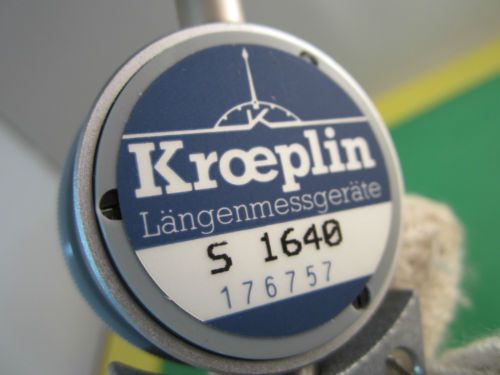 K
Krœplin
Längenmessgeräte
S 1640
176757